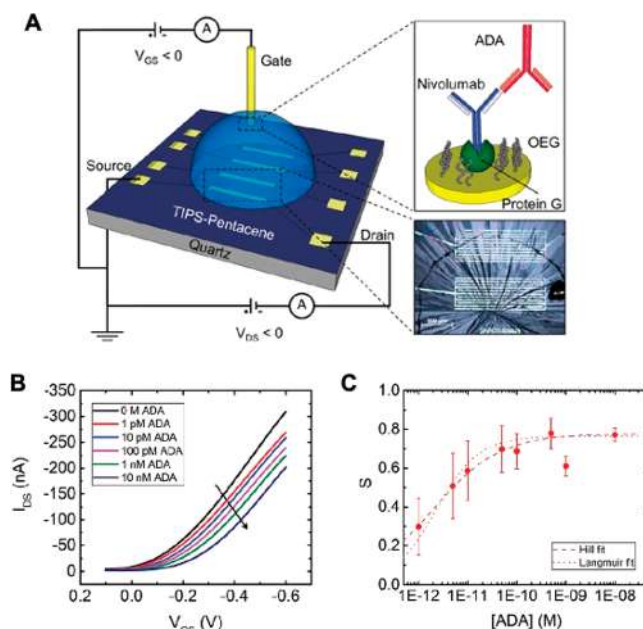 A
A
V_GS < 0
Gate
Source
TIPS-Pentacene
Quartz
Drain
A
V_DS < 0
ADA
Nivolumab
OEG
Protein G
B
-350
-300
-250
-200
-150
-100
-50
0
I_DS (nA)
0 M ADA
1 pM ADA
10 pM ADA
100 pM ADA
1 nM ADA
10 nM ADA
0.0 -0.2 -0.4 -0.6
V_GS (V)
C
1.0
0.8
0.6
0.4
0.2
0.0
S
Hill fit
Langmuir fit
1E-12 1E-11 1E-10 1E-09 1E-08
[ADA] (M)